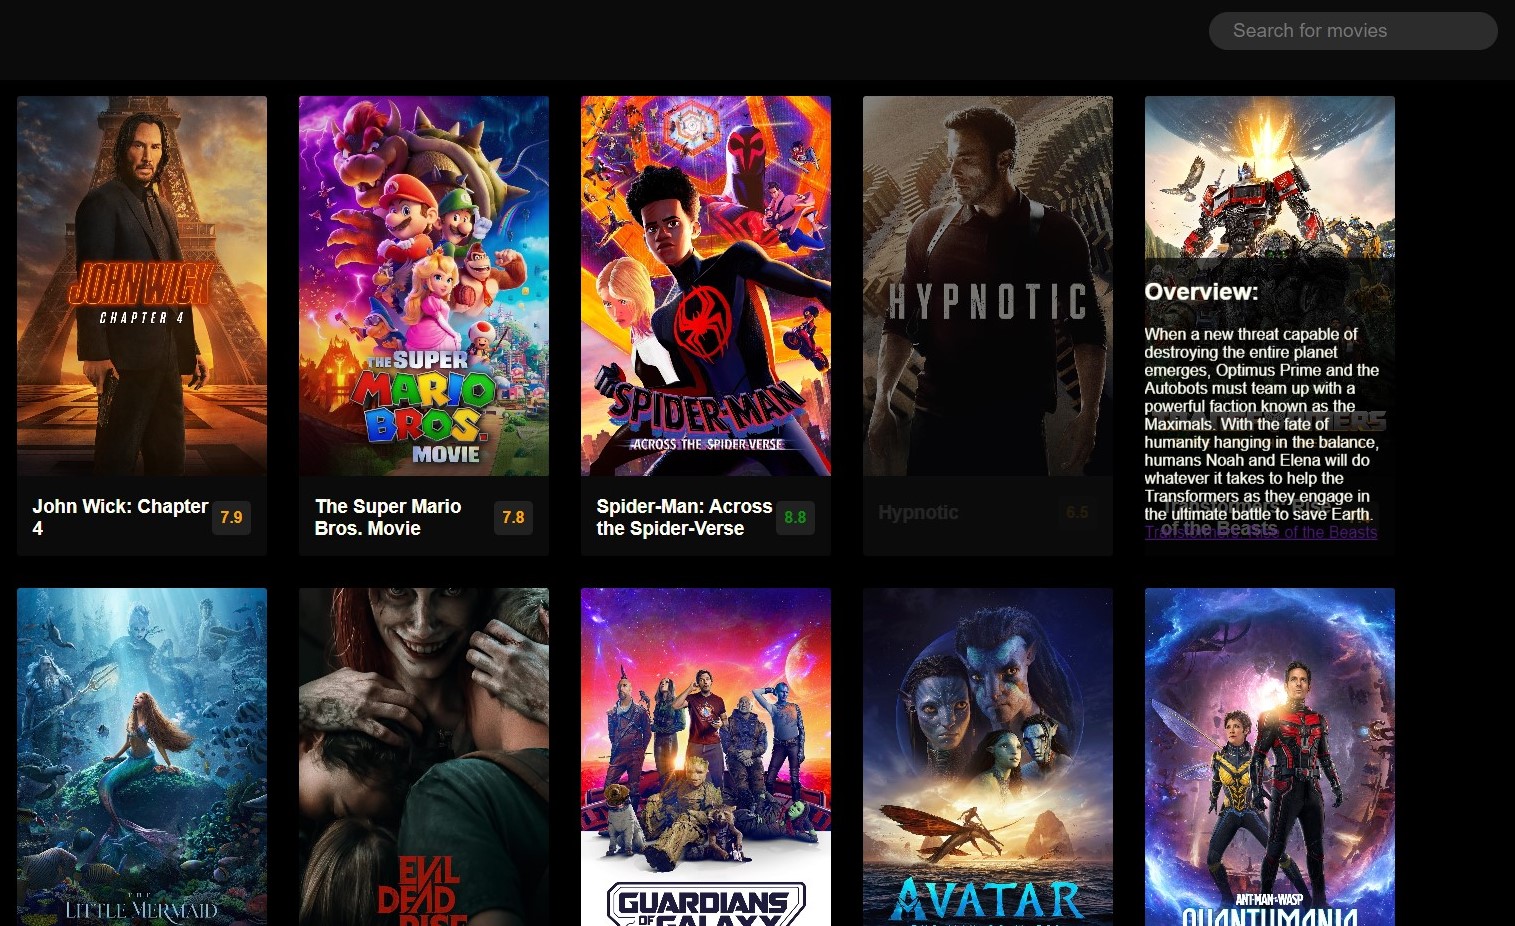 Search for movies
JOHN WICK
CHAPTER 4
THE SUPER
MARIO
BROS.
MOVIE
SPIDER-MAN
ACROSS THE SPIDER-VERSE
HYPNOTIC
Overview:
When a new threat capable of
destroying the entire planet
emerges, Optimus Prime and the
Autobots must team up with a
powerful faction known as the
Maximals. With the fate of
humanity hanging in the balance,
humans Noah and Elena will do
whatever it takes to help the
Transformers as they engage in
the ultimate battle to save Earth.
Transformers: Rise of the Beasts
John Wick: Chapter
4
7.9
The Super Mario
Bros. Movie
7.8
Spider-Man: Across
the Spider-Verse
8.8
Hypnotic
6.5
Transformers: Rise
of the Beasts
THE
LITTLE MERMAID
EVIL
DEAD
RISE
GUARDIANS
OF THE
GALAXY
AVATAR
ANT-MAN AND THE WASP
QUANTUMANIA